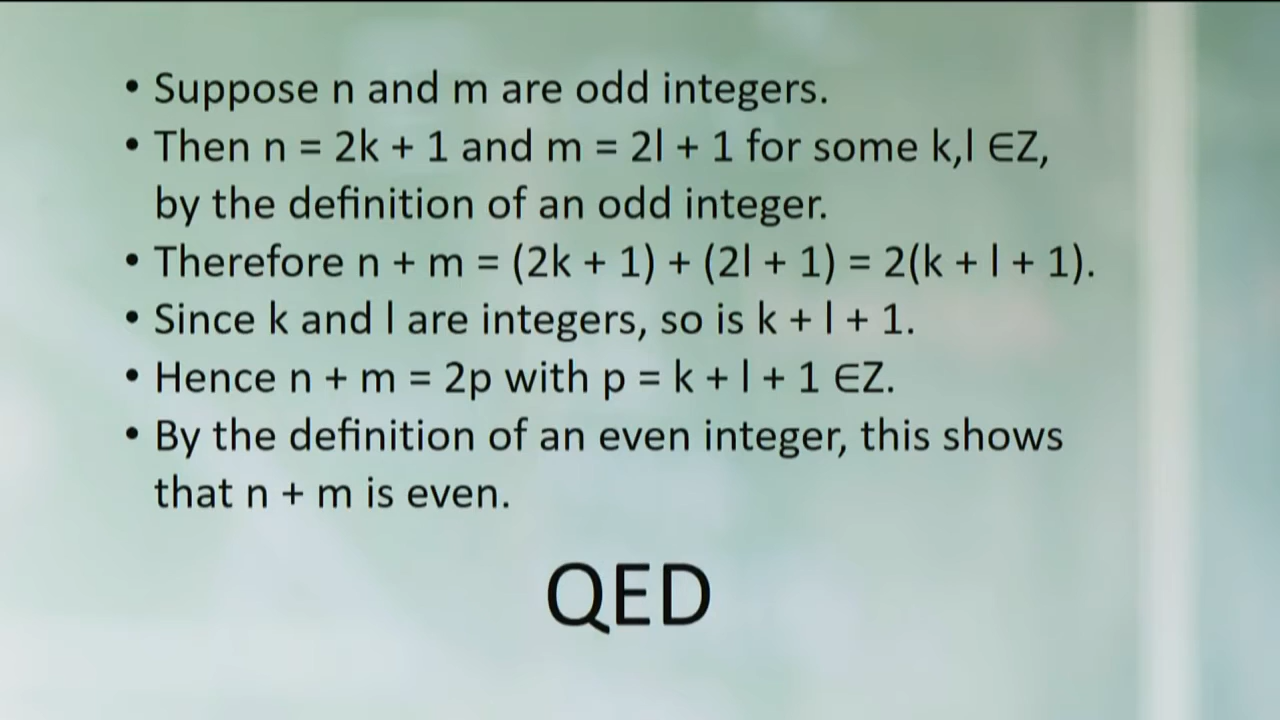 • Suppose n and m are odd integers.
• Then n = 2k + 1 and m = 2l + 1 for some k,l ∈Z,
by the definition of an odd integer.
• Therefore n + m = (2k + 1) + (2l + 1) = 2(k + l + 1).
• Since k and l are integers, so is k + l + 1.
• Hence n + m = 2p with p = k + l + 1 ∈Z.
• By the definition of an even integer, this shows
that n + m is even.
QED